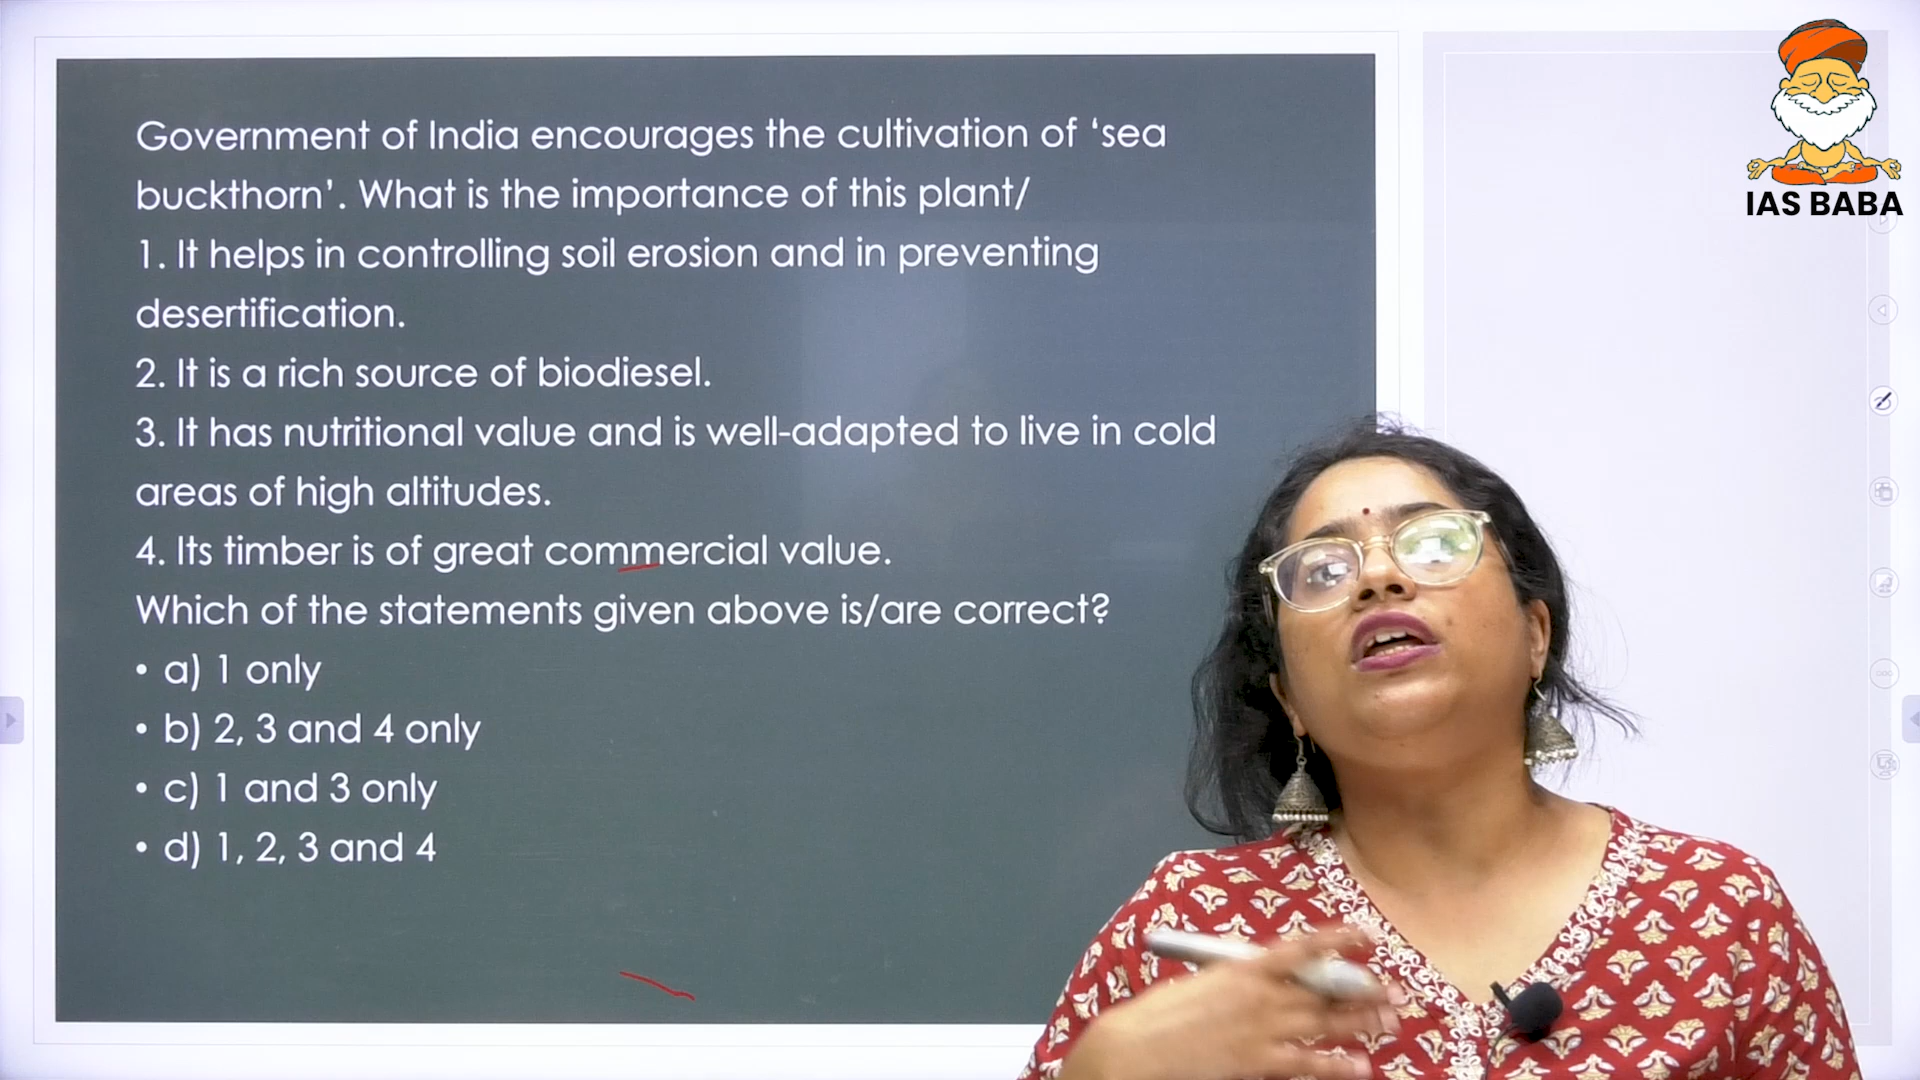 Government of India encourages the cultivation of ‘sea
buckthorn’. What is the importance of this plant/
1. It helps in controlling soil erosion and in preventing
desertification.
2. It is a rich source of biodiesel.
3. It has nutritional value and is well-adapted to live in cold
areas of high altitudes.
4. Its timber is of great commercial value.
Which of the statements given above is/are correct?
• a) 1 only
• b) 2, 3 and 4 only
• c) 1 and 3 only
• d) 1, 2, 3 and 4
IAS BABA